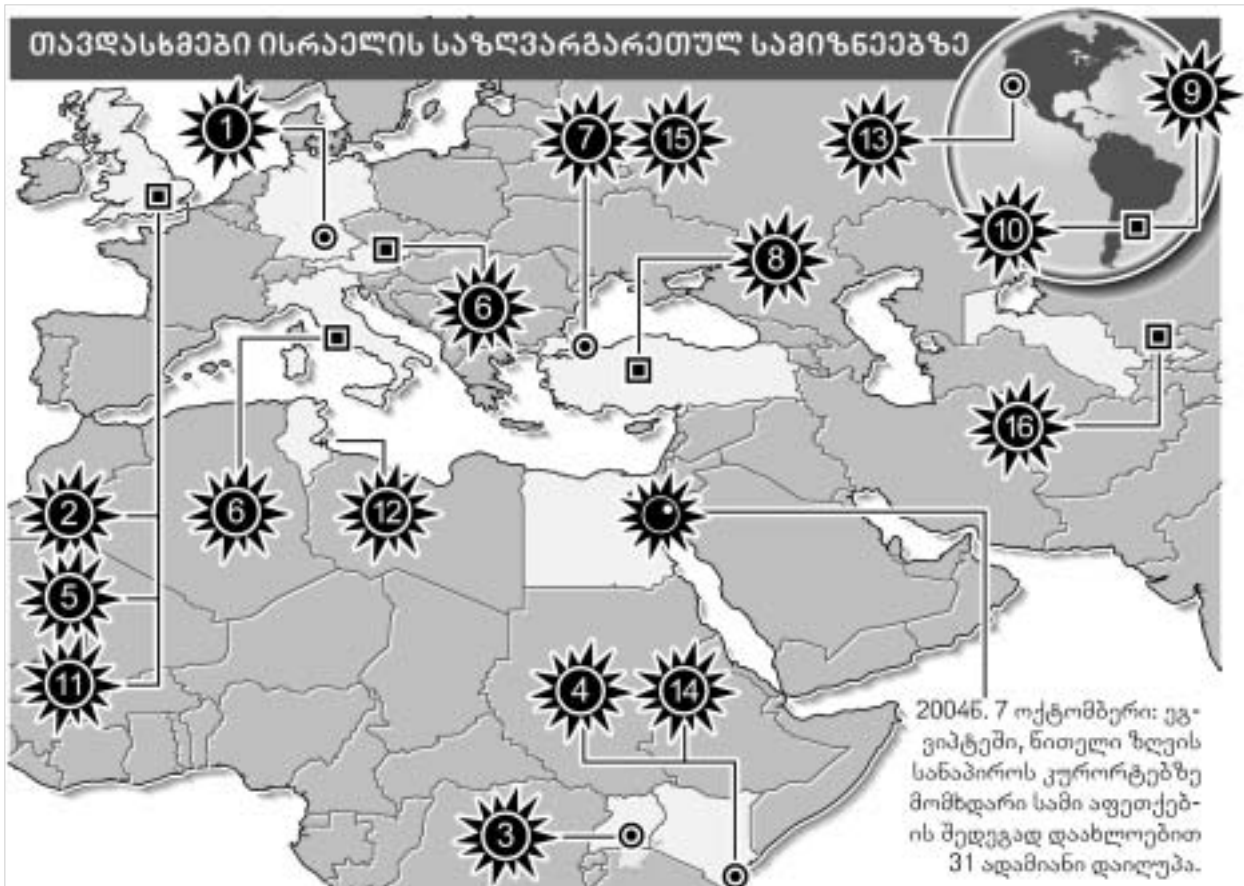 თავდასხმები ისრაელის საზღვარგარეთულ სამიზნეებზე
1
7
15
13
9
10
8
6
16
2
6
12
5
11
4
14
3
2004წ. 7 ოქტომბერი: ეგ-
ვიპტეში, წითელი ზღვის
სანაპიროს კურორტებზე
მომხდარი სამი აფეთქებ-
ის შედეგად დაახლოებით
31 ადამიანი დაიღუპა.